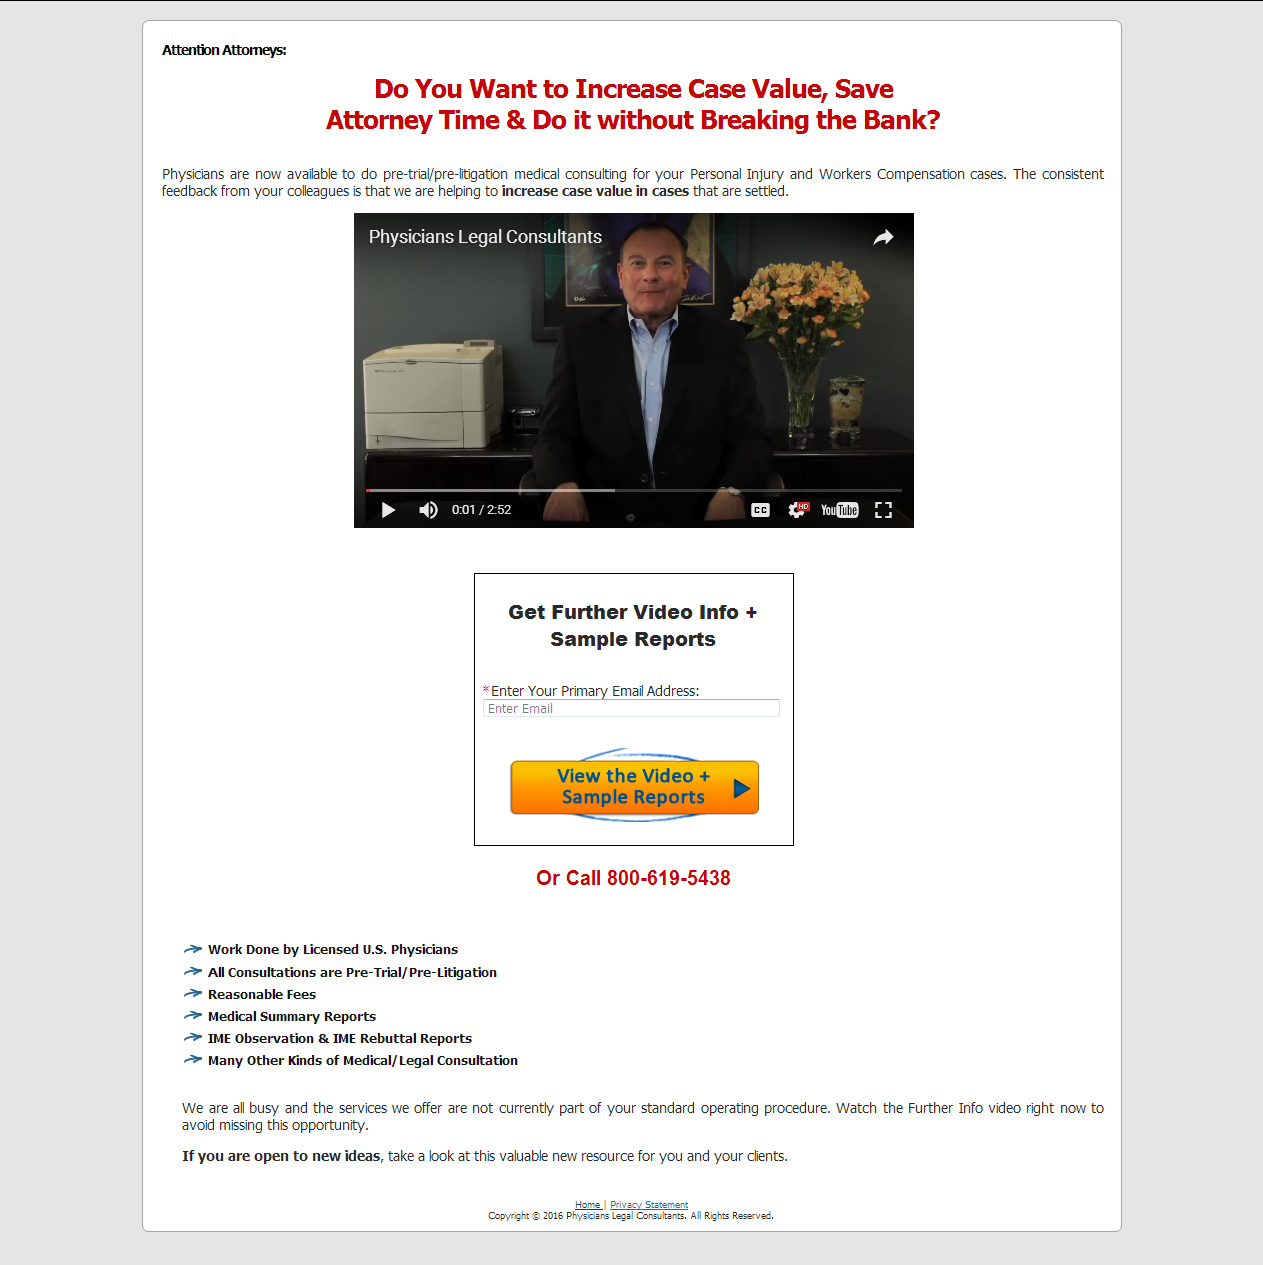 Attention Attorneys:
Do You Want to Increase Case Value, Save
Attorney Time & Do it without Breaking the Bank?
Physicians are now available to do pre-trial/pre-litigation medical consulting for your Personal Injury and Workers Compensation cases. The consistent
feedback from your colleagues is that we are helping to increase case value in cases that are settled.
Physicians Legal Consultants
0:01 / 2:52
CC
HD
YouTube
Get Further Video Info +
Sample Reports
*Enter Your Primary Email Address:
Enter Email
View the Video +
Sample Reports
Or Call 800-619-5438
Work Done by Licensed U.S. Physicians
All Consultations are Pre-Trial/Pre-Litigation
Reasonable Fees
Medical Summary Reports
IME Observation & IME Rebuttal Reports
Many Other Kinds of Medical/Legal Consultation
We are all busy and the services we offer are not currently part of your standard operating procedure. Watch the Further Info video right now to
avoid missing this opportunity.
If you are open to new ideas, take a look at this valuable new resource for you and your clients.
Home | Privacy Statement
Copyright © 2016 Physicians Legal Consultants. All Rights Reserved.